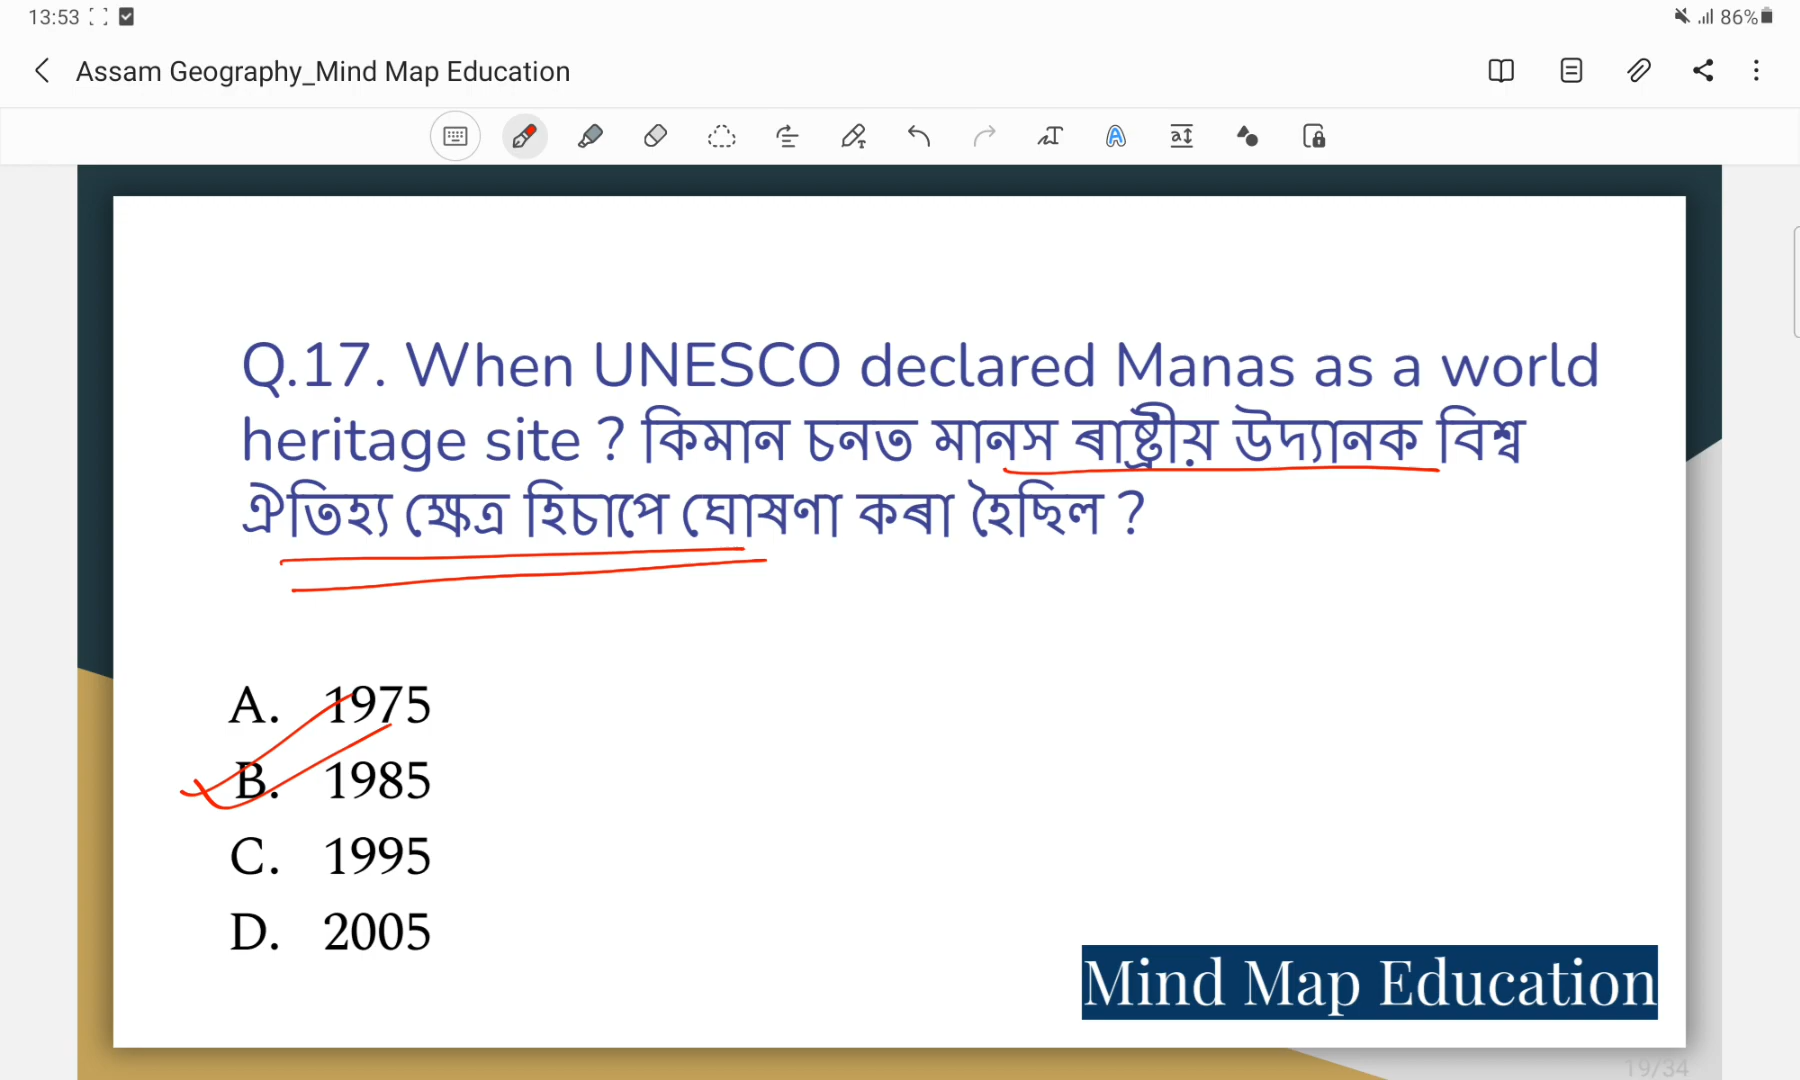 13:53
86%
Assam Geography_Mind Map Education
Q.17. When UNESCO declared Manas as a world
heritage site ? কিমান চনত মানস ৰাষ্ট্ৰীয় উদ্যানক বিশ্ব
ঐতিহ্য ক্ষেত্ৰ হিচাপে ঘোষণা কৰা হৈছিল ?
A. 1975
B. 1985
C. 1995
D. 2005
Mind Map Education
19/34